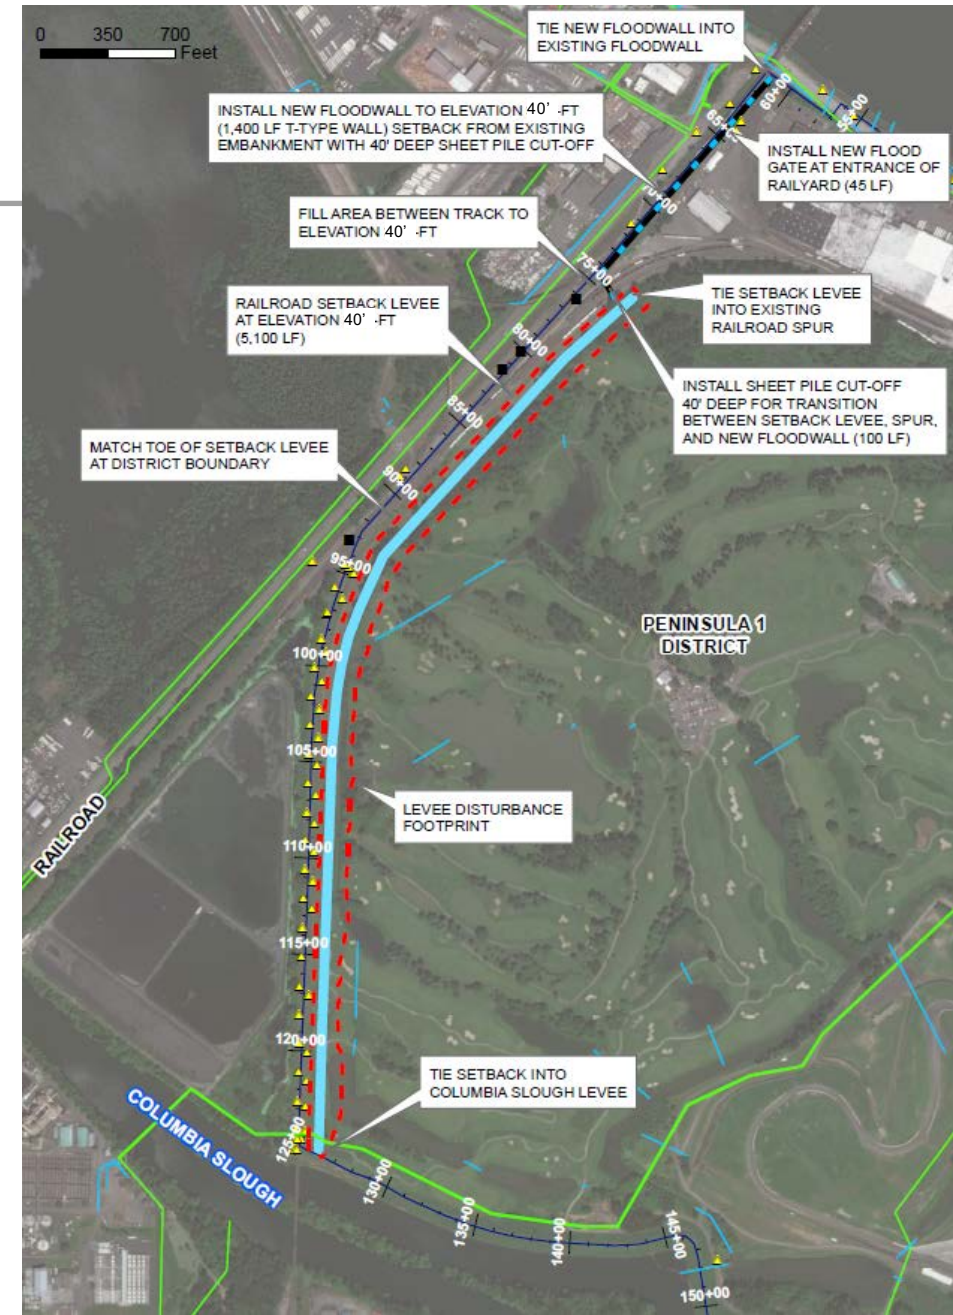 0 350 700
Feet
TIE NEW FLOODWALL INTO
EXISTING FLOODWALL
INSTALL NEW FLOODWALL TO ELEVATION 40' -FT
(1,400 LF T-TYPE WALL) SETBACK FROM EXISTING
EMBANKMENT WITH 40' DEEP SHEET PILE CUT-OFF
55+00
60+00
INSTALL NEW FLOOD
GATE AT ENTRANCE OF
RAILYARD (45 LF)
FILL AREA BETWEEN TRACK TO
ELEVATION 40' -FT
75+00
RAILROAD SETBACK LEVEE
AT ELEVATION 40' -FT
(5,100 LF)
TIE SETBACK LEVEE
INTO EXISTING
RAILROAD SPUR
80+00
INSTALL SHEET PILE CUT-OFF
40' DEEP FOR TRANSITION
BETWEEN SETBACK LEVEE, SPUR,
AND NEW FLOODWALL (100 LF)
85+00
MATCH TOE OF SETBACK LEVEE
AT DISTRICT BOUNDARY
90+00
95+00
PENINSULA 1
DISTRICT
100+00
105+00
LEVEE DISTURBANCE
FOOTPRINT
RAILROAD
110+00
115+00
120+00
TIE SETBACK INTO
COLUMBIA SLOUGH LEVEE
COLUMBIA SLOUGH
125+00
130+00
135+00
140+00
145+00
150+00